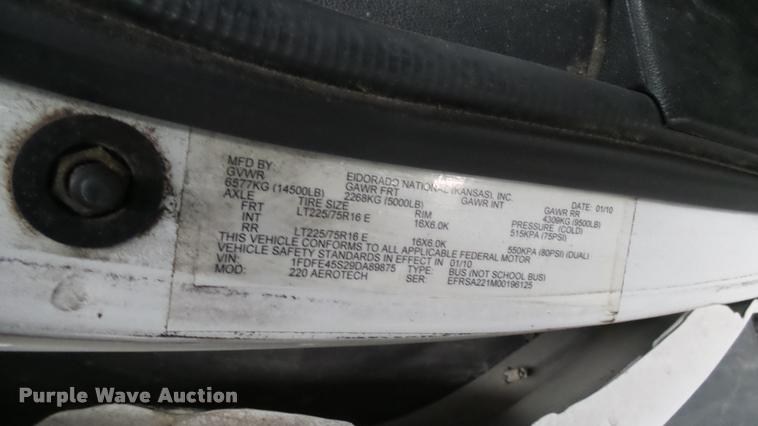 MFD BY EIDORADO NATIONAL (KANSAS), INC. DATE: 01/10
GVWR GAWR FRT GAWR INT GAWR RR
6577KG (14500LB) 2268KG (5000LB) 4309KG (9500LB)
AXLE TIRE SIZE RIM PRESSURE (COLD)
FRT LT225/75R16 E 16X6.0K 515KPA (75PSI)
INT
RR LT225/75R16 E 16X6.0K 550KPA (80PSI) (DUAL)
THIS VEHICLE CONFORMS TO ALL APPLICABLE FEDERAL MOTOR
VEHICLE SAFETY STANDARDS IN EFFECT IN 01/10
VIN: 1FDFE45S29DA89875 TYPE: BUS (NOT SCHOOL BUS)
MOD: 220 AEROTECH SER: EFRSA221M00196125
Purple Wave Auction